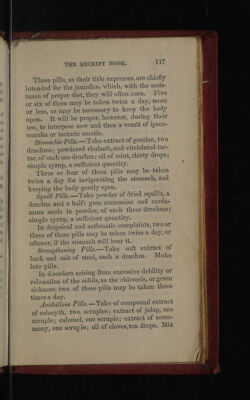 THE RECEIPT BOOK. 117
These pills, as their title expresses, are chiefly
intended for the jaundice, which, with the assis-
tance of proper diet, they will often cure. Five
or six of them may be taken twice a day, more
or less, as may be necessary to keep the body
open. It will be proper, however, during their
use, to interpose now and then a vomit of ipeca-
cuanha or tartaric emetic.
Stomachic Pills.—Take extract of gentian, two
drachms; powdered rhubarb, and vitriolated tar-
tar, of each one drachm; oil of mint, thirty drops;
simple syrup, a sufficient quantity.
Three or four of these pills may be taken
twice a day for invigorating the stomach, and
keeping the body gently open.
Squill Pills.—Take powder of dried squills, a
drachm and a half; gum ammoniac and carda-
mom seeds in powder, of each three drachms;
simple syrup, a sufficient quantity.
In dropsical and asthmatic complaints, two or
three of these pills may be taken twice a day, or
oftener, if the stomach will bear it.
Strengthening Pills.—Take soft extract of
bark and salt of steel, each a drachm. Make
into pills.
In disorders arising from excessive debility or
relaxation of the solids, as the chlorosis, or green
sickness, two of these pills may be taken three
times a day.
Antibilious Pills.—Take of compound extract
of colocynth, two scruples; extract of jalap, one
scruple; calomel, one scruple; extract of scam-
mony, one scruple; oil of cloves, ten drops. Mix